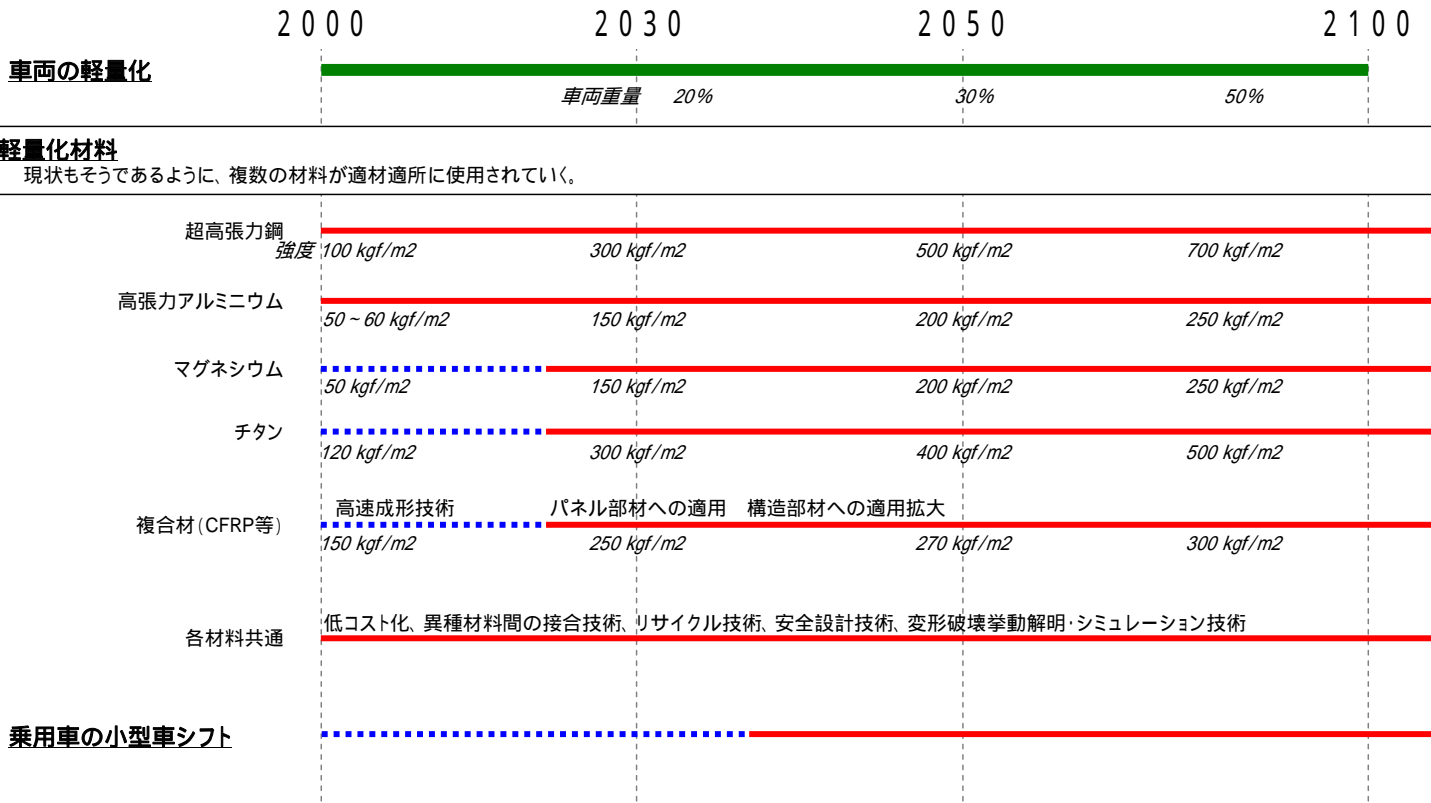 2000 2030 2050 2100
車両の軽量化
車両重量 20% 30% 50%
軽量化材料
現状もそうであるように、複数の材料が適材適所に使用されていく。
超高張力鋼
強度 100 kgf/m2 300 kgf/m2 500 kgf/m2 700 kgf/m2
高張力アルミニウム
50～60 kgf/m2 150 kgf/m2 200 kgf/m2 250 kgf/m2
マグネシウム
50 kgf/m2 150 kgf/m2 200 kgf/m2 250 kgf/m2
チタン
120 kgf/m2 300 kgf/m2 400 kgf/m2 500 kgf/m2
高速成形技術 パネル部材への適用 構造部材への適用拡大
複合材(CFRP等)
150 kgf/m2 250 kgf/m2 270 kgf/m2 300 kgf/m2
低コスト化、異種材料間の接合技術、リサイクル技術、安全設計技術、変形破壊挙動解明・シミュレーション技術
各材料共通
乗用車の小型車シフト